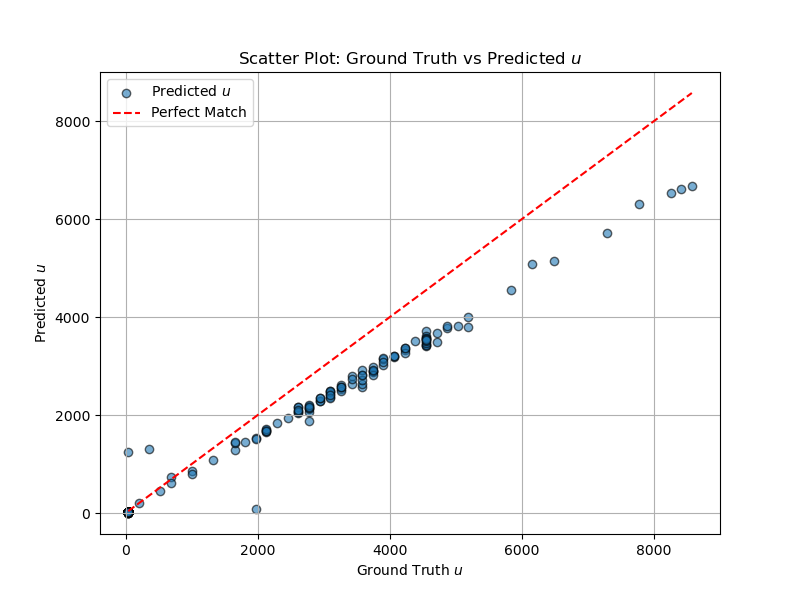 Scatter Plot: Ground Truth vs Predicted u
Predicted u
Perfect Match
8000
6000
4000
2000
0
Predicted u
0 2000 4000 6000 8000
Ground Truth u